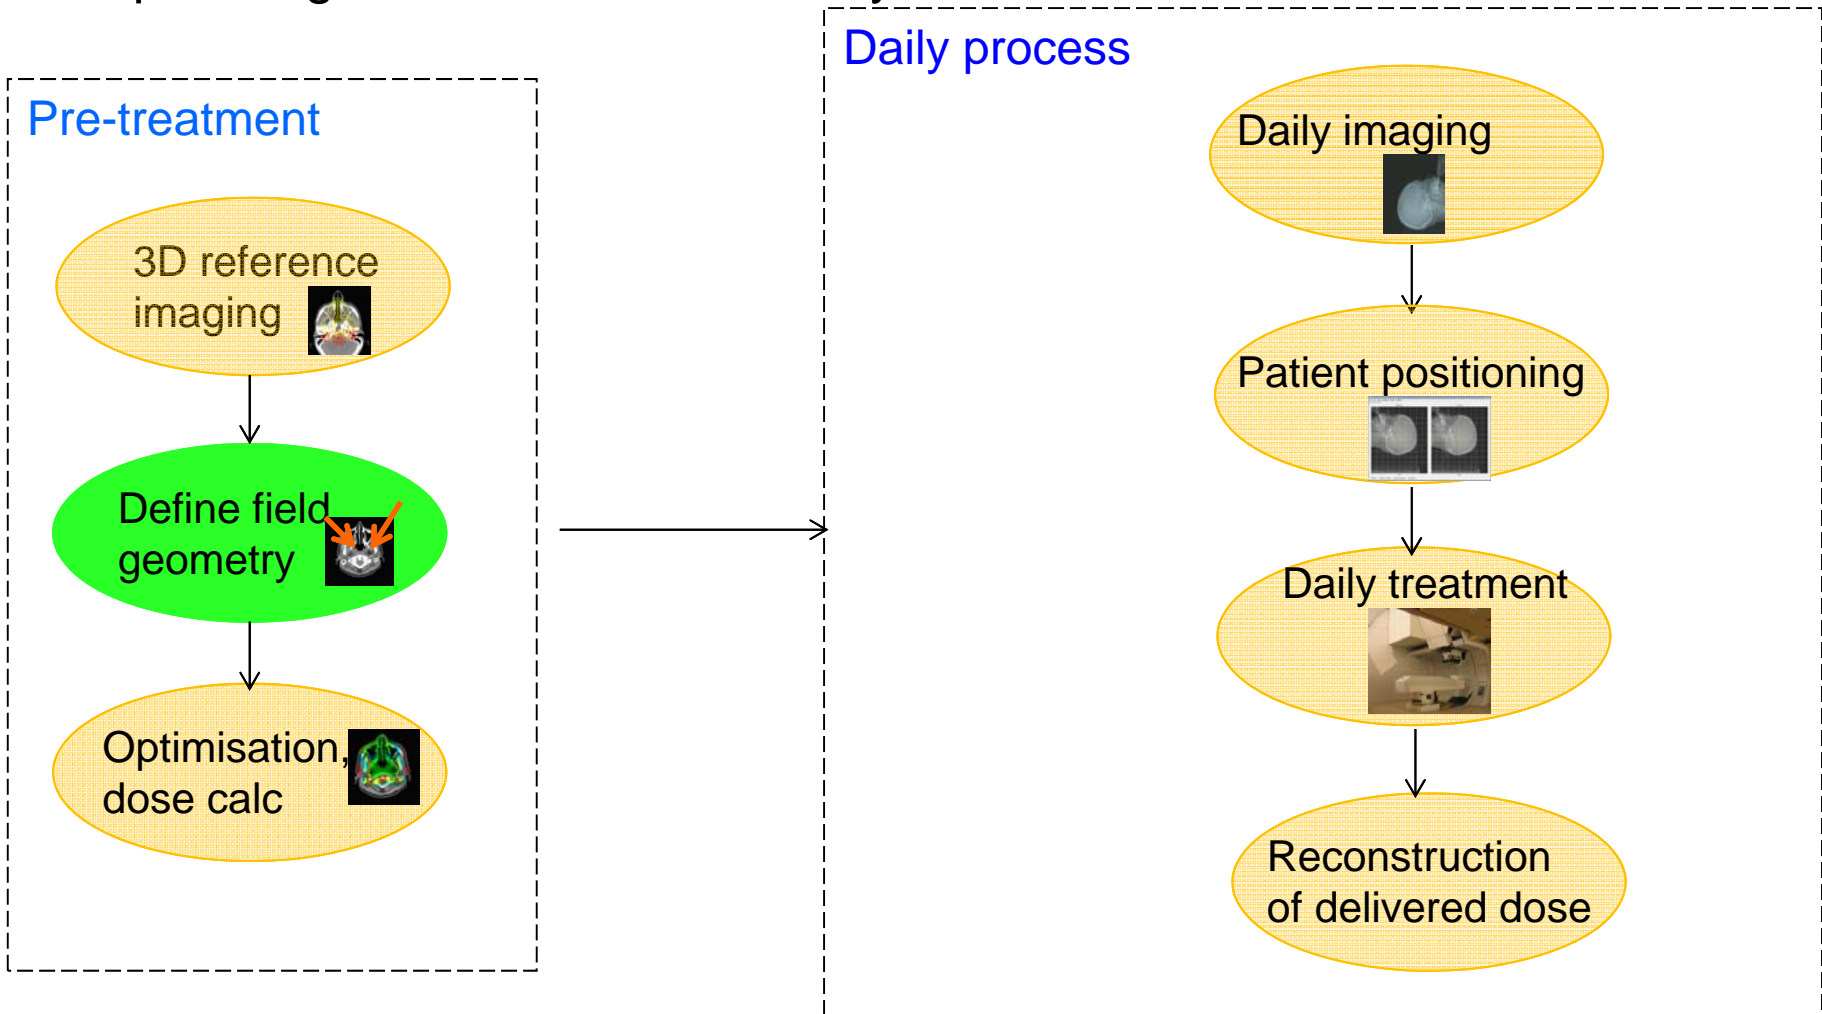 Daily process
Pre-treatment
Daily imaging
3D reference
imaging
Patient positioning
Define field
geometry
Daily treatment
Optimisation,
dose calc
Reconstruction
of delivered dose